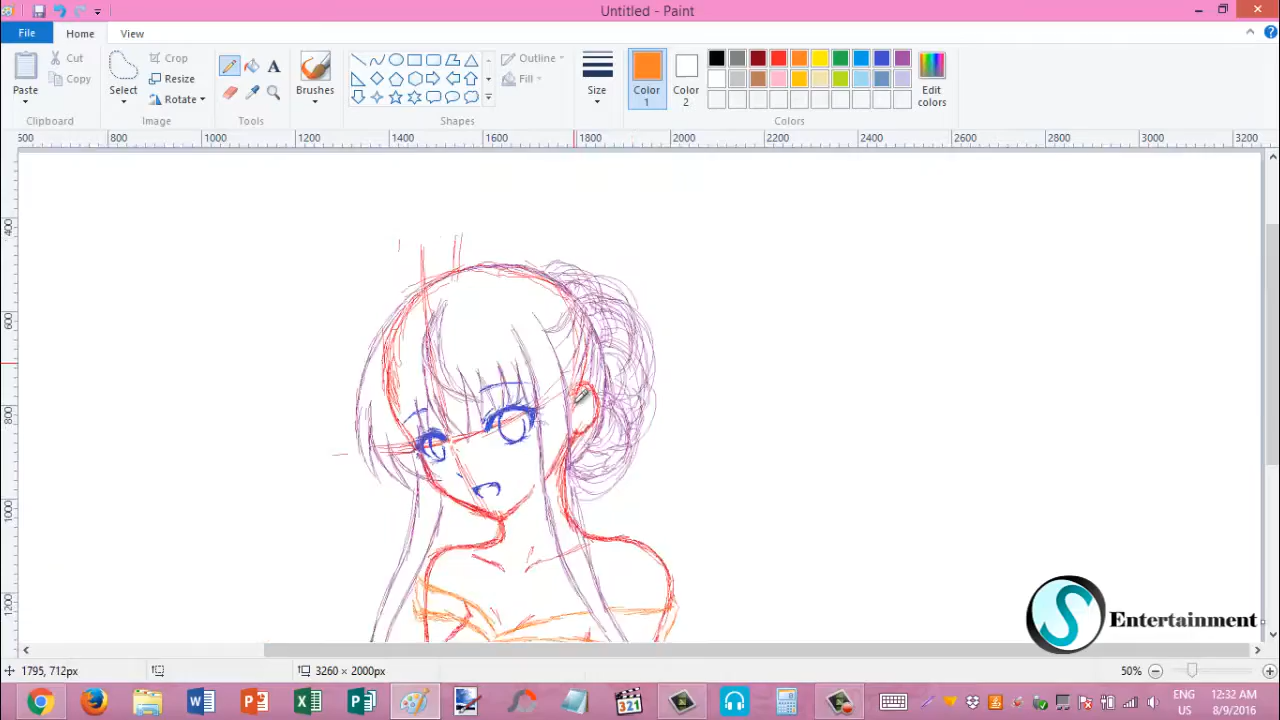 Untitled - Paint
File
Home
View
Paste
Cut
Copy
Clipboard
Select
Crop
Resize
Rotate
Image
A
Tools
Brushes
Outline
Fill
Shapes
Size
Color 1
Color 2
Edit colors
Colors
500 800 1000 1200 1400 1600 1800 2000 2200 2400 2600 2800 3000 3200
400
600
800
1000
1200
S Entertainment
1795, 712px
3260 × 2000px
50%
321
ENG
US
12:32 AM
8/9/2016